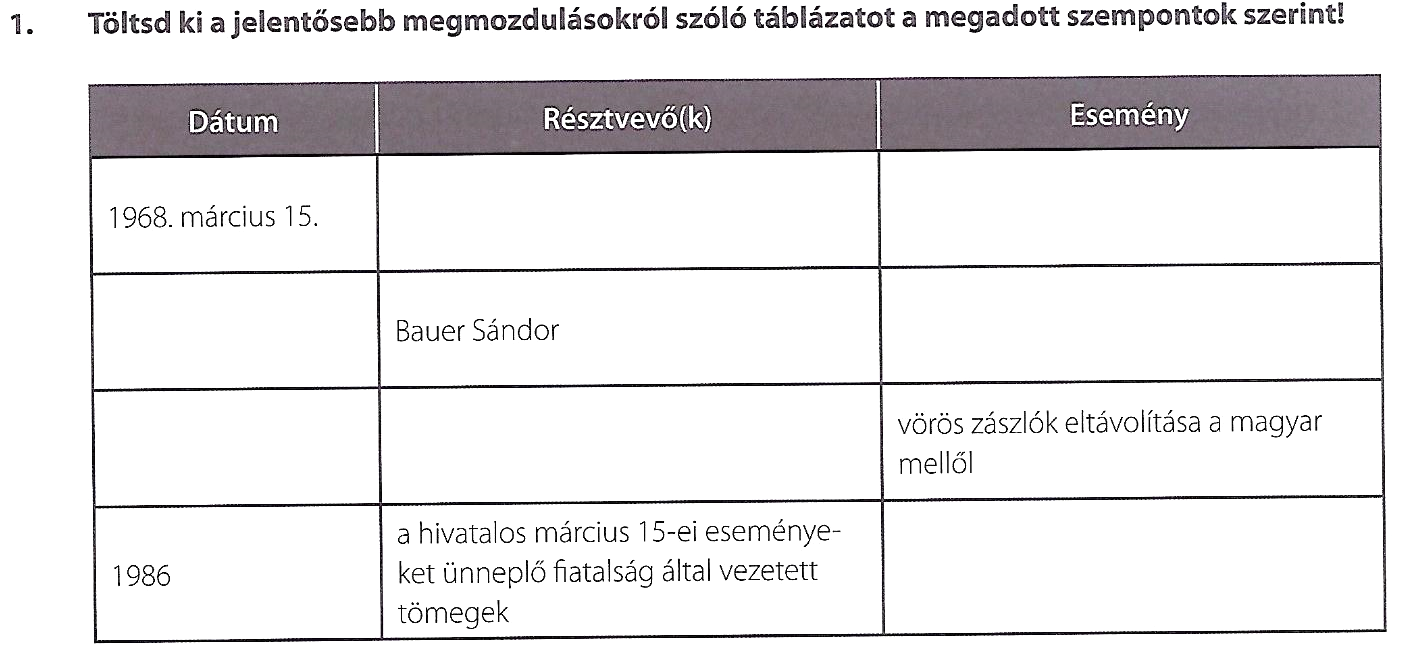 1. Töltsd ki a jelentősebb megmozdulásokról szóló táblázatot a megadott szempontok szerint!
Dátum Résztvevő(k) Esemény
1968. március 15.
Bauer Sándor
vörös zászlók eltávolítása a magyar
mellől
1986
a hivatalos március 15-ei eseménye-
ket ünneplő fiatalság által vezetett
tömegek